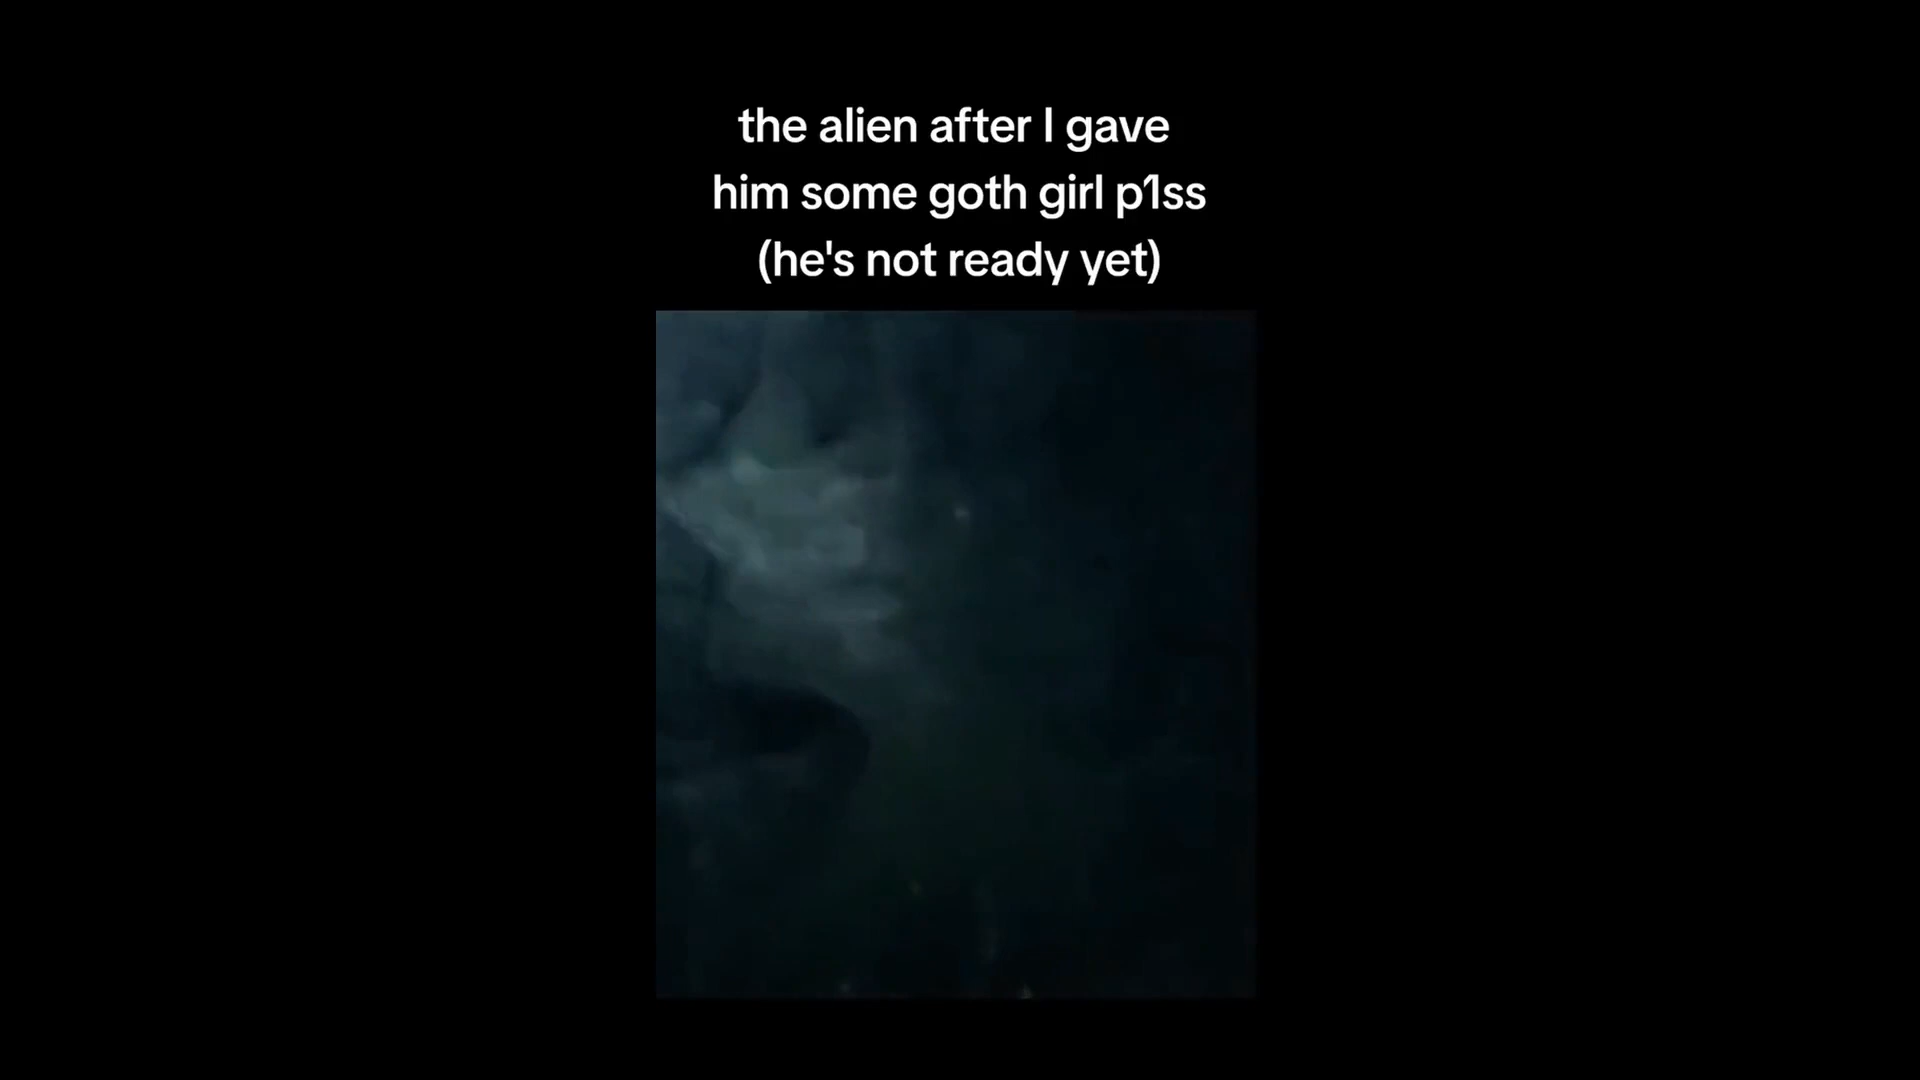 the alien after I gave
him some goth girl p1ss
(he's not ready yet)